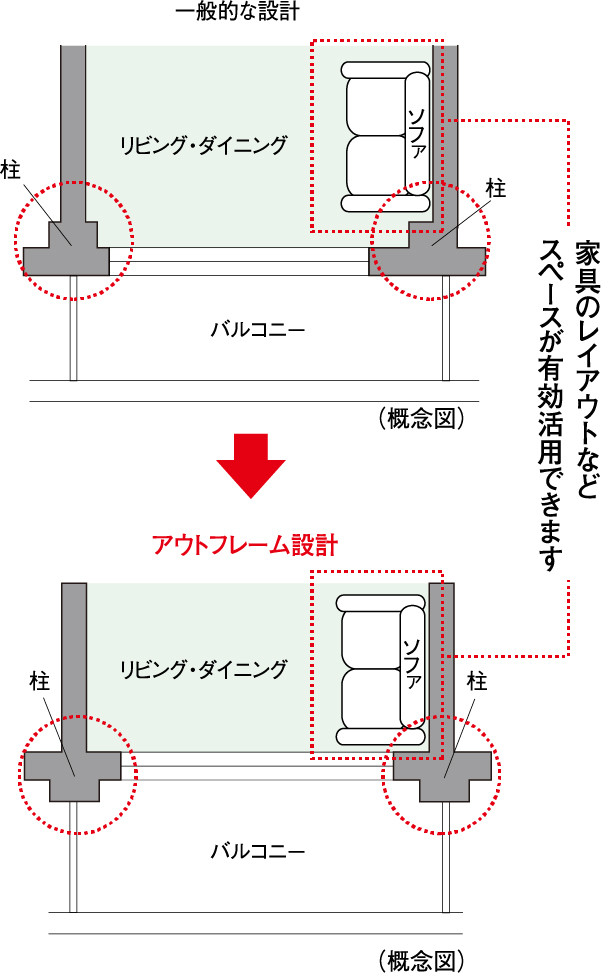 一般的な設計
ソファ
リビング・ダイニング
柱
柱
バルコニー
(概念図)
家具のレイアウトなど
スペースが有効活用できます
アウトフレーム設計
ソファ
リビング・ダイニング
柱
柱
バルコニー
(概念図)